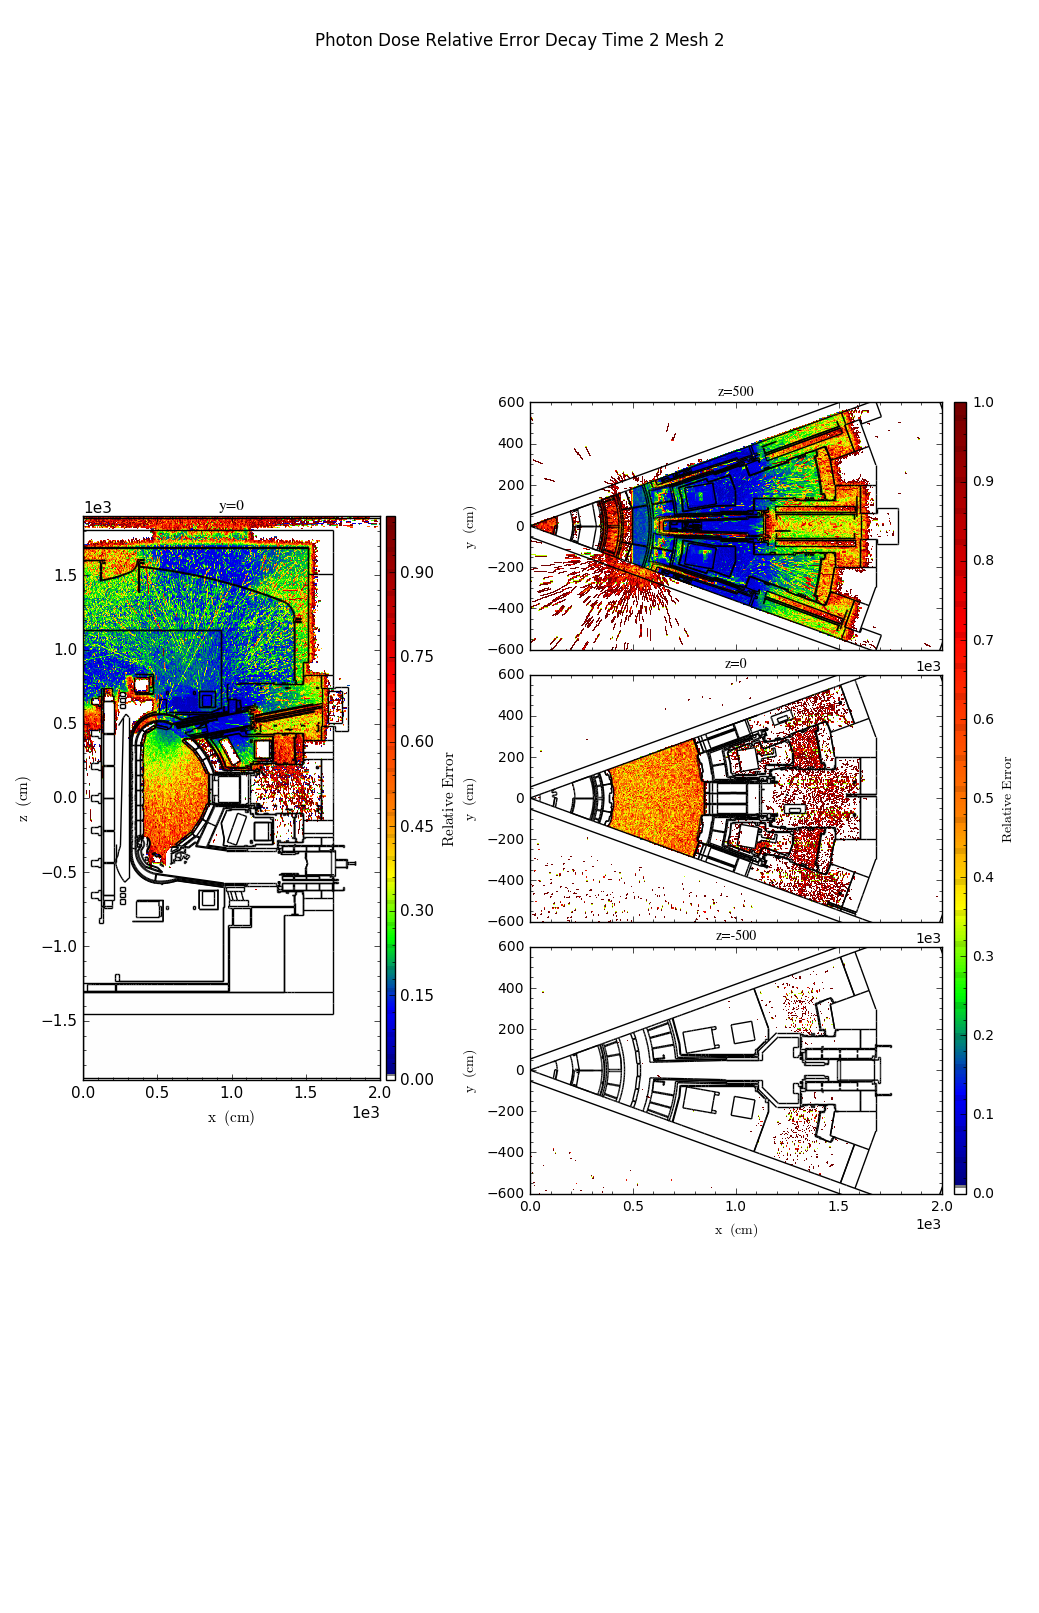 Photon Dose Relative Error Decay Time 2 Mesh 2
y=0
1e3
1.5
1.0
0.5
0.0
−0.5
−1.0
−1.5
z (cm)
0.0 0.5 1.0 1.5 2.0
1e3
x (cm)
0.90
0.75
0.60
0.45
0.30
0.15
0.00
Relative Error
z=500
600
400
200
0
−200
−400
−600
y (cm)
1e3
z=0
600
400
200
0
−200
−400
−600
y (cm)
1e3
z=-500
600
400
200
0
−200
−400
−600
y (cm)
0.0 0.5 1.0 1.5 2.0
1e3
x (cm)
1.0
0.9
0.8
0.7
0.6
0.5
0.4
0.3
0.2
0.1
0.0
Relative Error